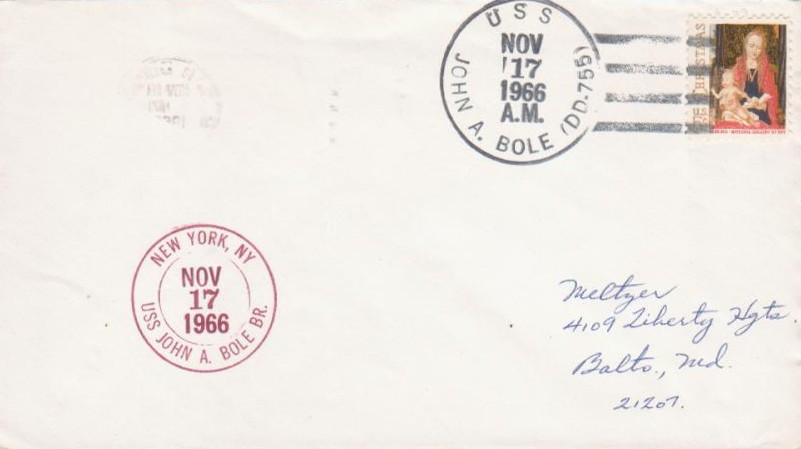 USS
JOHN A. BOLE (DD-755)
NOV
17
1966
A.M.
CHRISTMAS
NEW YORK, NY
NOV
17
1966
USS JOHN A. BOLE BR.
Meltzer
4109 Liberty Hgts.
Balto., Md.
21207.